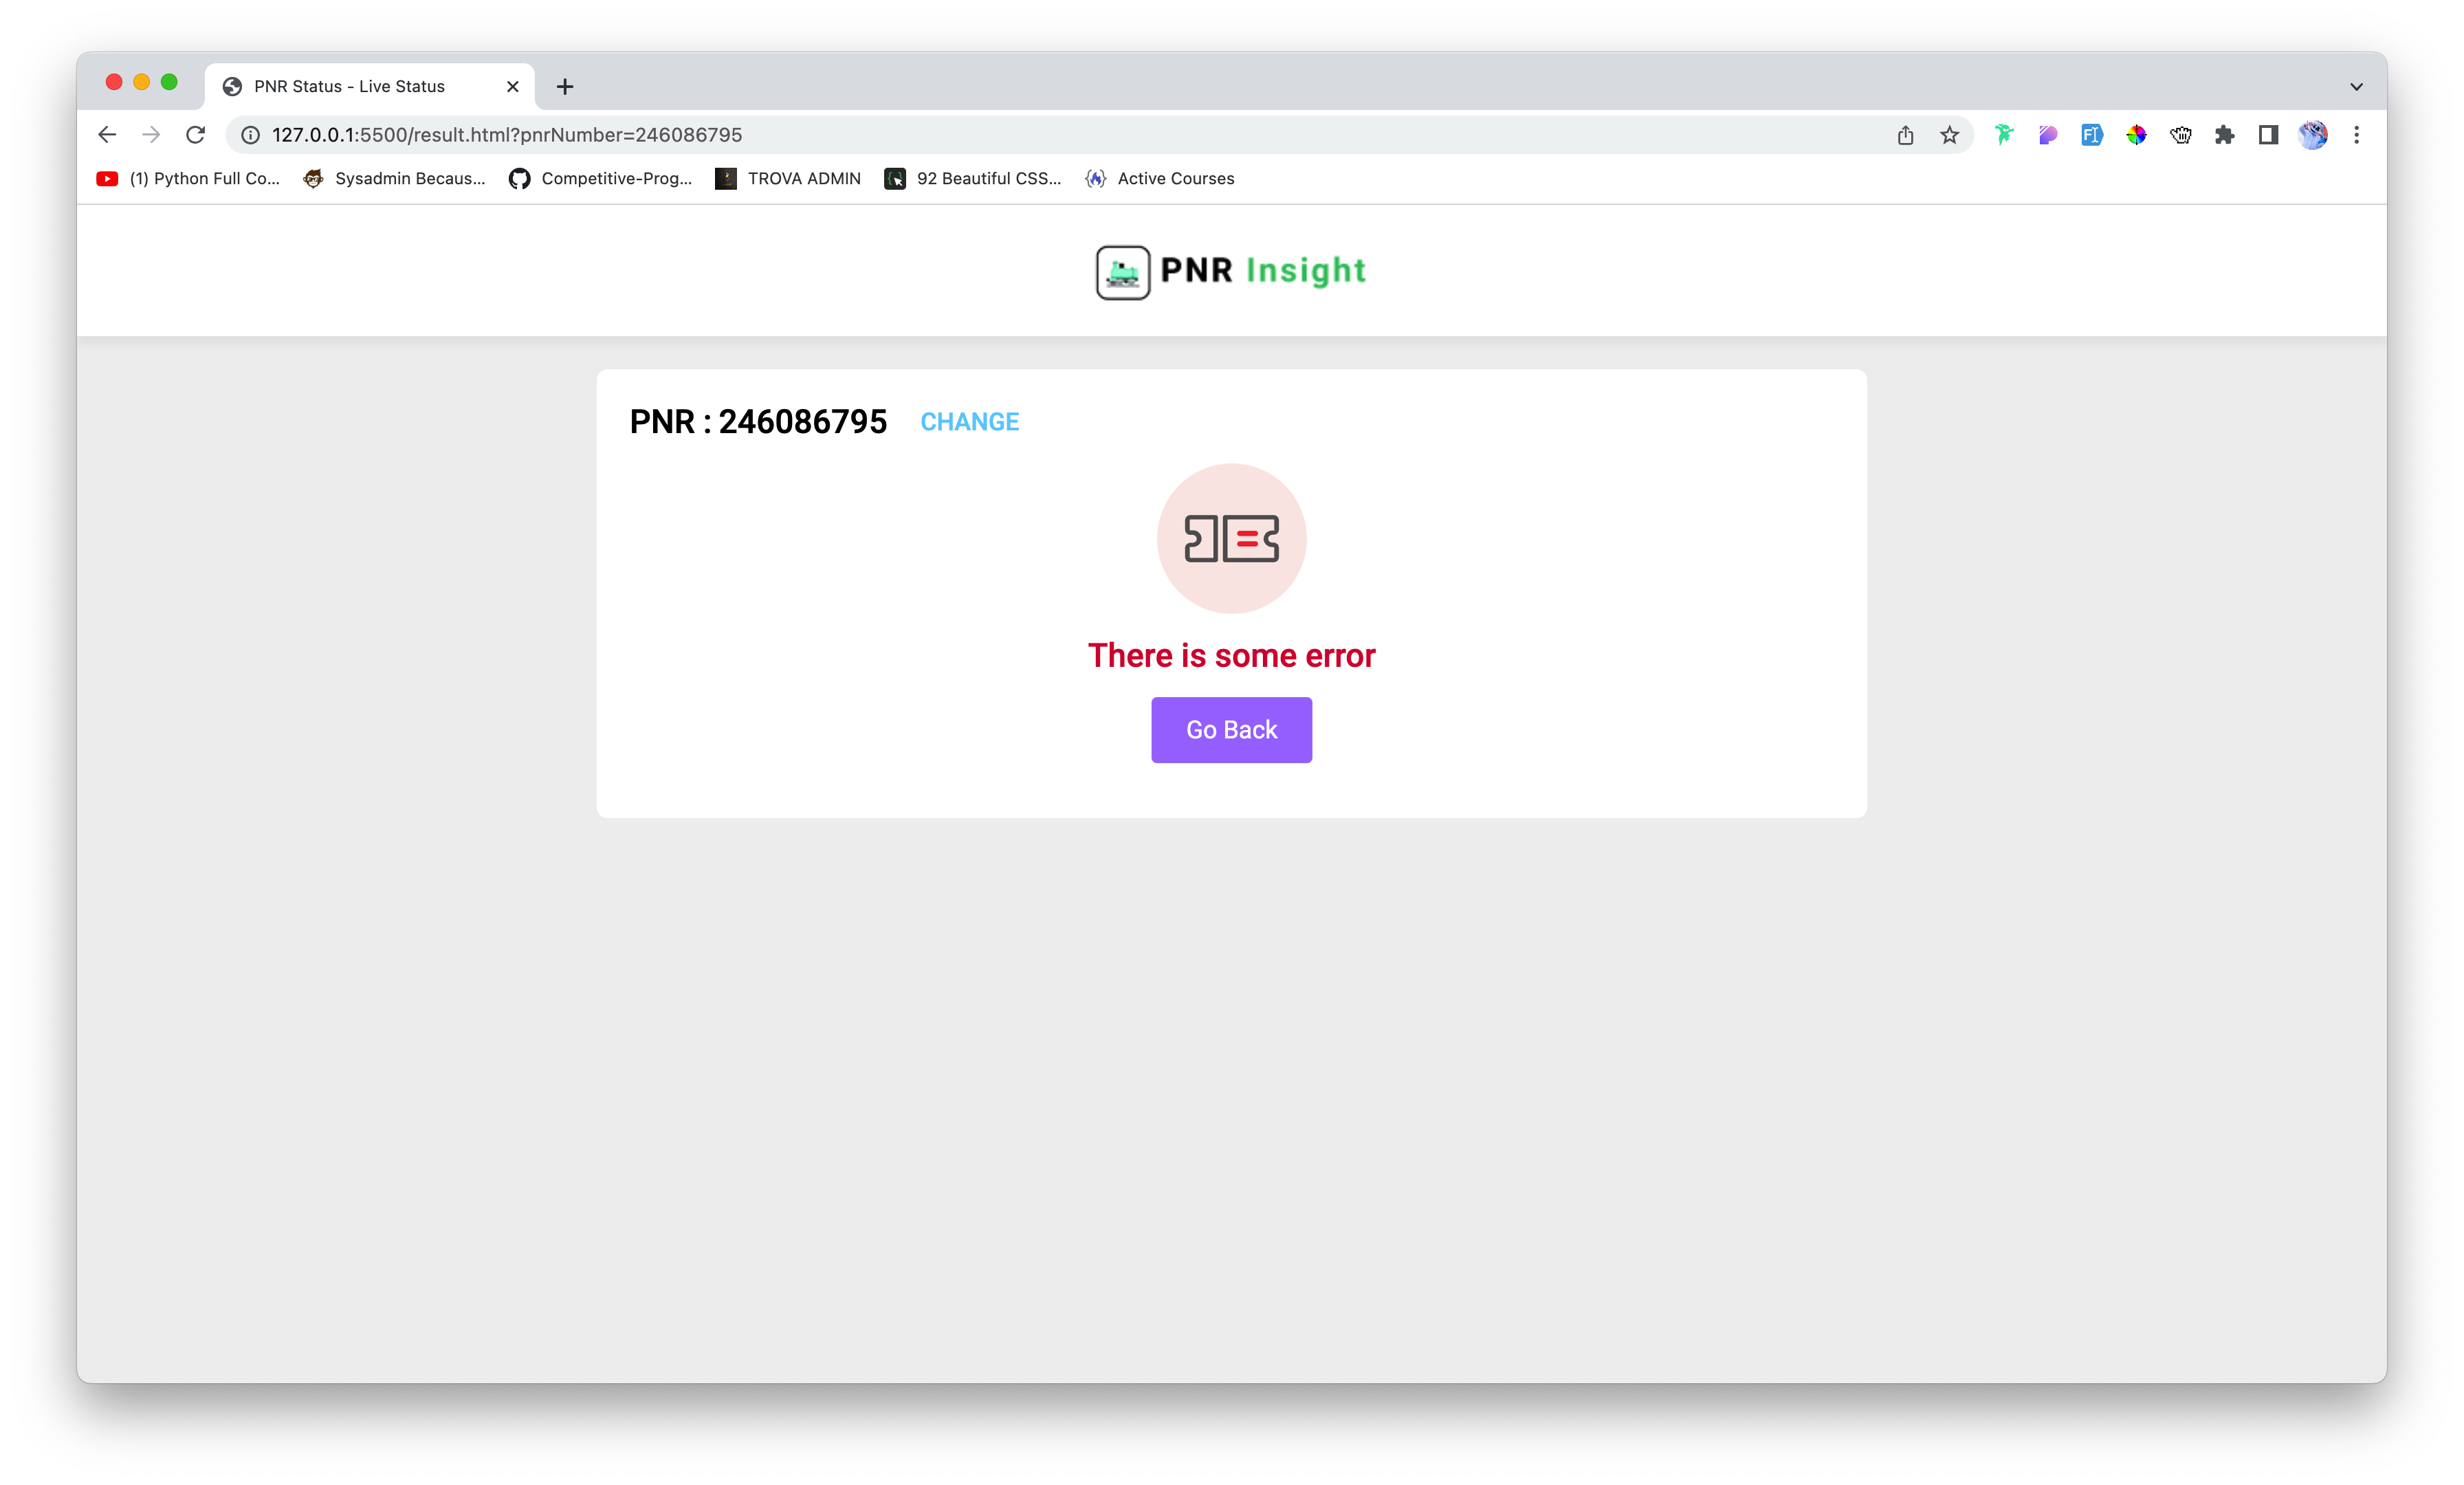 PNR Status - Live Status
127.0.0.1:5500/result.html?pnrNumber=246086795
(1) Python Full Co...
Sysadmin Becaus...
Competitive-Prog...
TROVA ADMIN
92 Beautiful CSS...
Active Courses
PNR Insight
PNR : 246086795 CHANGE
There is some error
Go Back